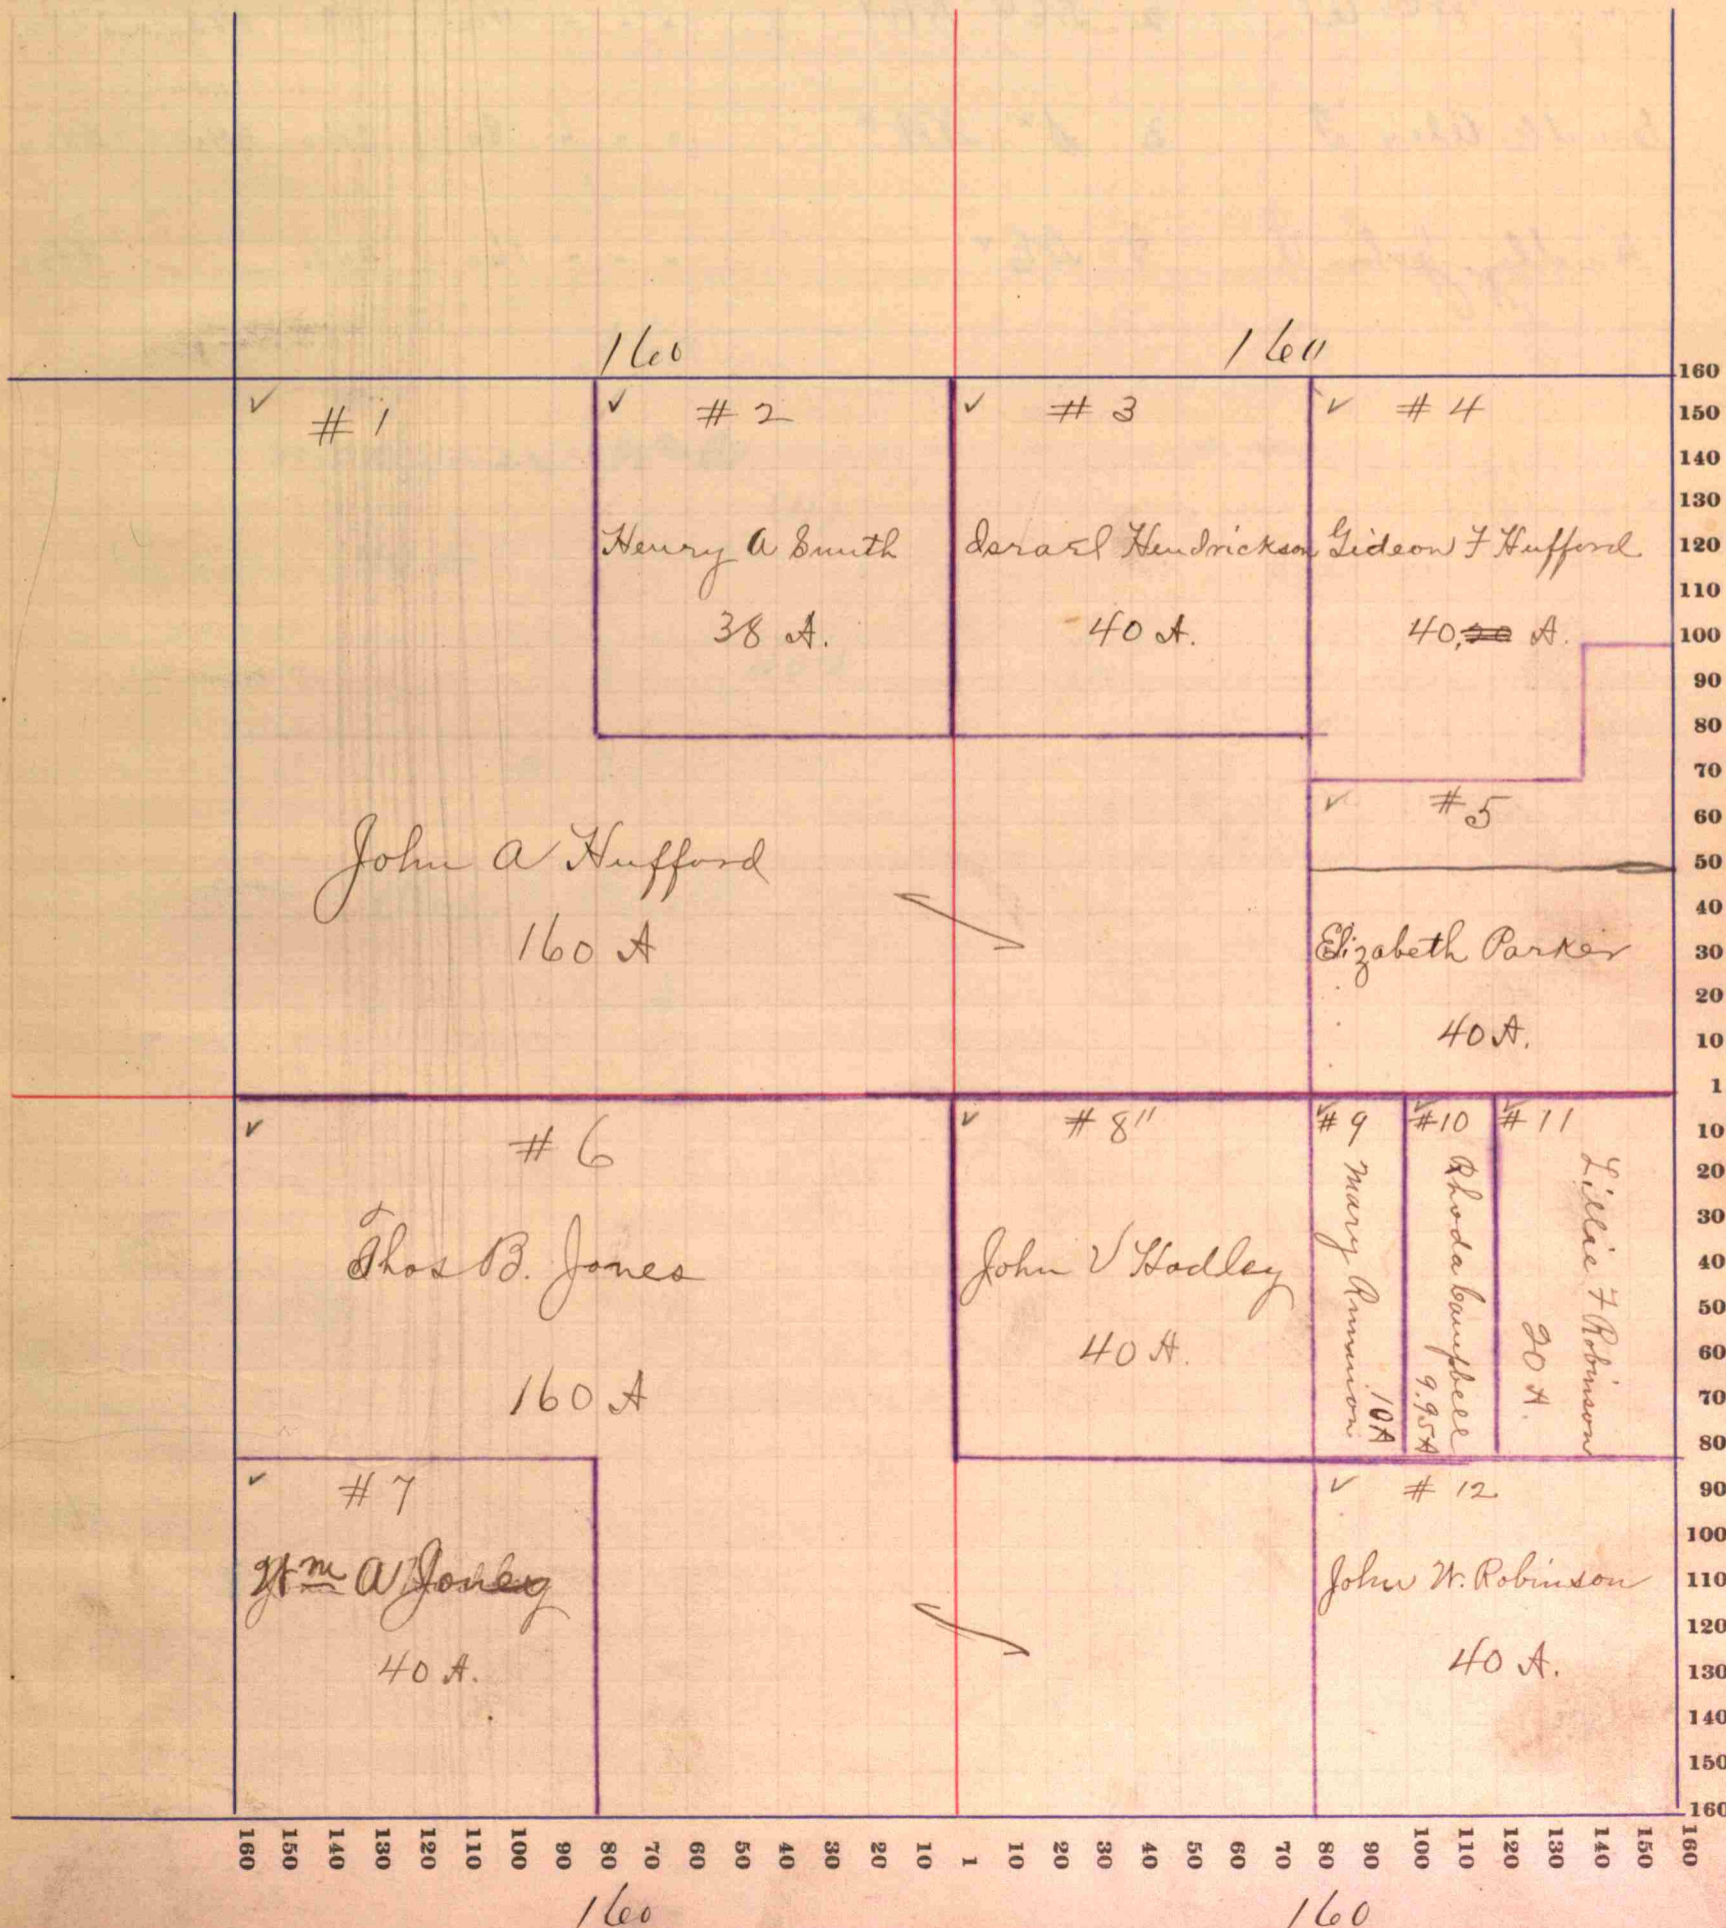 160
160
# 1
John A Hufford
160 A
# 2
Henry A Smith
38 A.
# 3
Israel Hendrickson
40 A.
# 4
Gideon F Hufford
40, A.
# 5
Elizabeth Parker
40 A.
# 6
Thos B. Jones
160 A
# 7
Wm A Jones
40 A.
# 8"
John V Hadley
40 A.
# 9
Mary
10 A
#10
Rhoda Campbell
9.95 A
# 11
Lillie F Robinson
20 A.
# 12
John W. Robinson
40 A.
160
150
140
130
120
110
100
90
80
70
60
50
40
30
20
10
1
10
20
30
40
50
60
70
80
90
100
110
120
130
140
150
160
160 150 140 130 120 110 100 90 80 70 60 50 40 30 20 10 1 10 20 30 40 50 60 70 80 90 100 110 120 130 140 150 160
160
160